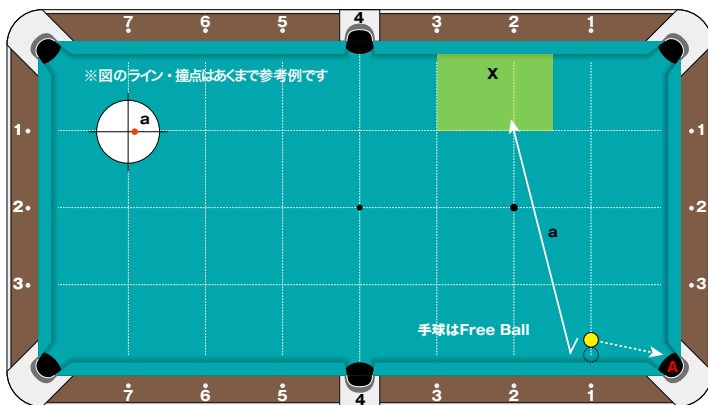 7 6 5 4 3 2 1
※図のライン・撞点はあくまで参考例です
X
a
1 1
2 2
a
3 3
手球はFree Ball
A
7 6 5 4 3 2 1